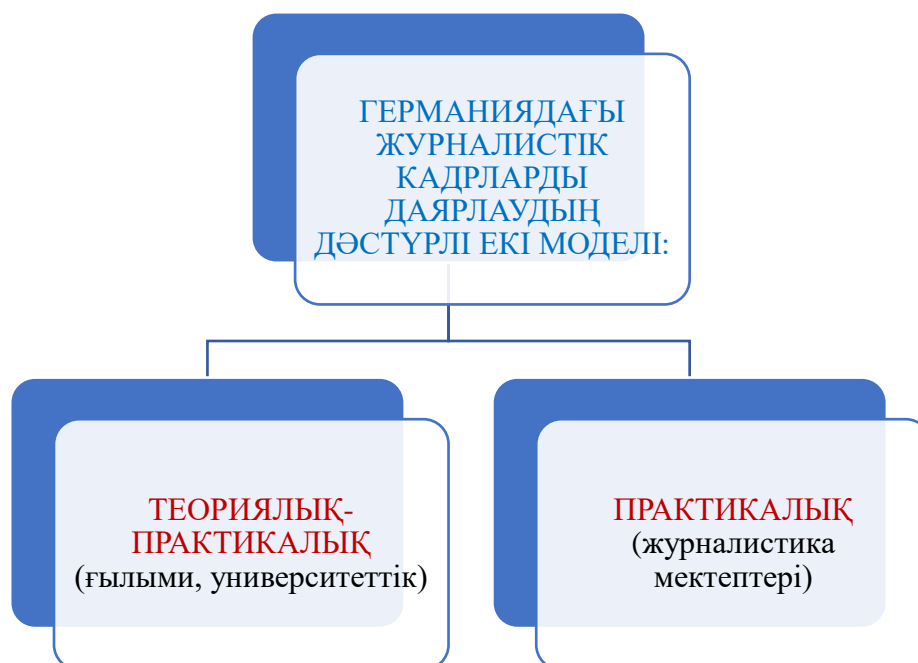 ГЕРМАНИЯДАҒЫ
ЖУРНАЛИСТІК
КАДРЛАРДЫ
ДАЯРЛАУДЫҢ
ДӘСТҮРЛІ ЕКІ МОДЕЛІ:
ТЕОРИЯЛЫҚ-
ПРАКТИКАЛЫҚ
(ғылыми, университеттік)
ПРАКТИКАЛЫҚ
(журналистика
мектептері)